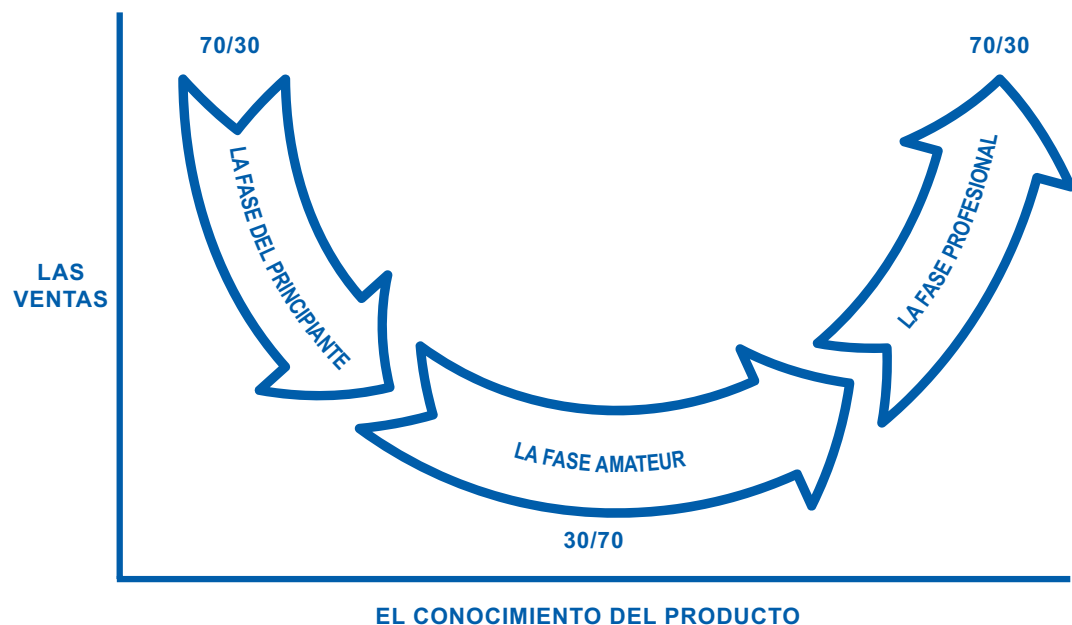 70/30
70/30
LA FASE DEL PRINCIPIANTE
LA FASE PROFESIONAL
LAS
VENTAS
LA FASE AMATEUR
30/70
EL CONOCIMIENTO DEL PRODUCTO